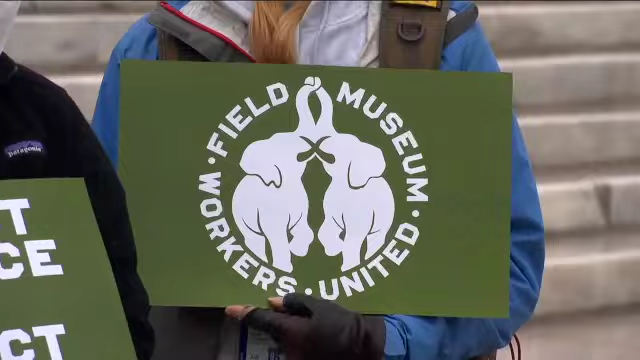 FIELD MUSEUM
WORKERS UNITED
patagonia
T
CE
CT